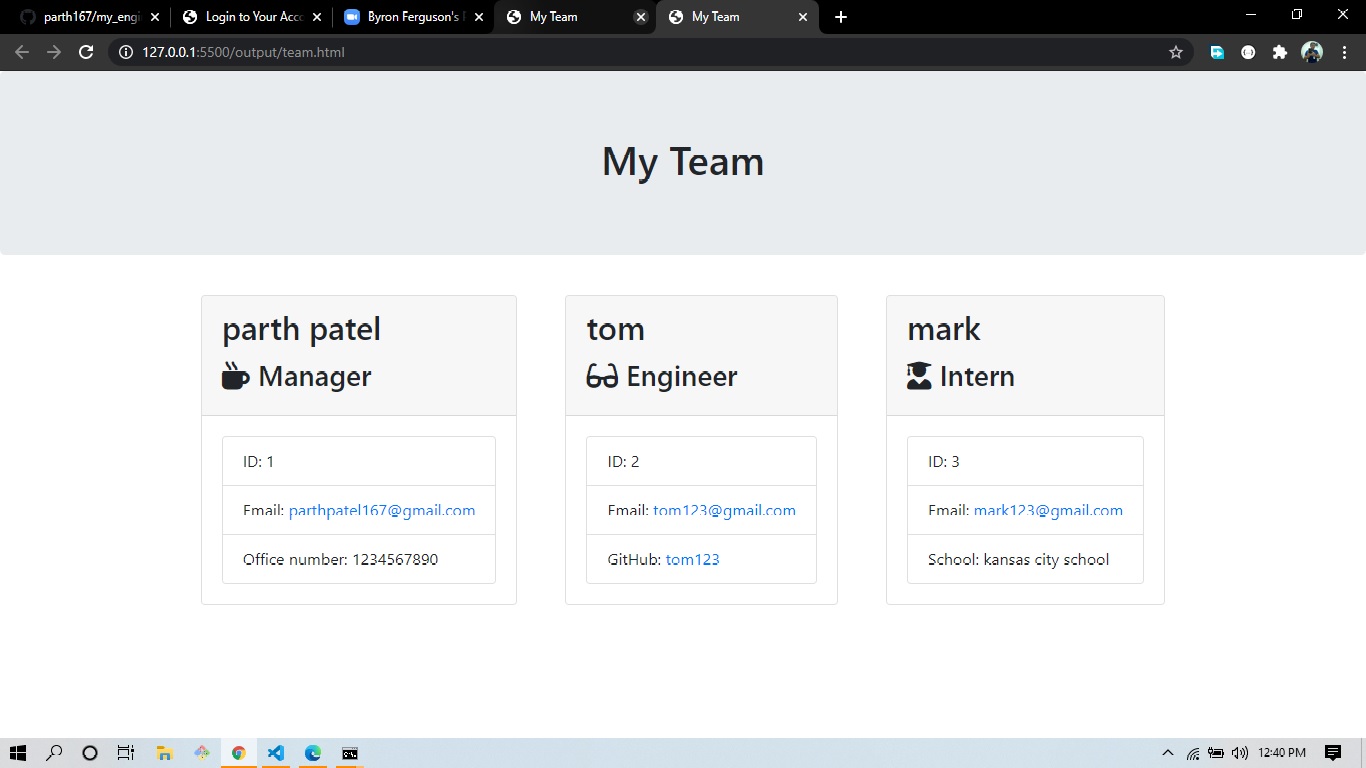 parth167/my_engi
Login to Your Acco
Byron Ferguson's
My Team
My Team
127.0.0.1:5500/output/team.html
My Team
parth patel
Manager
ID: 1
Email: parthpatel167@gmail.com
Office number: 1234567890
tom
Engineer
ID: 2
Email: tom123@gmail.com
GitHub: tom123
mark
Intern
ID: 3
Email: mark123@gmail.com
School: kansas city school
12:40 PM